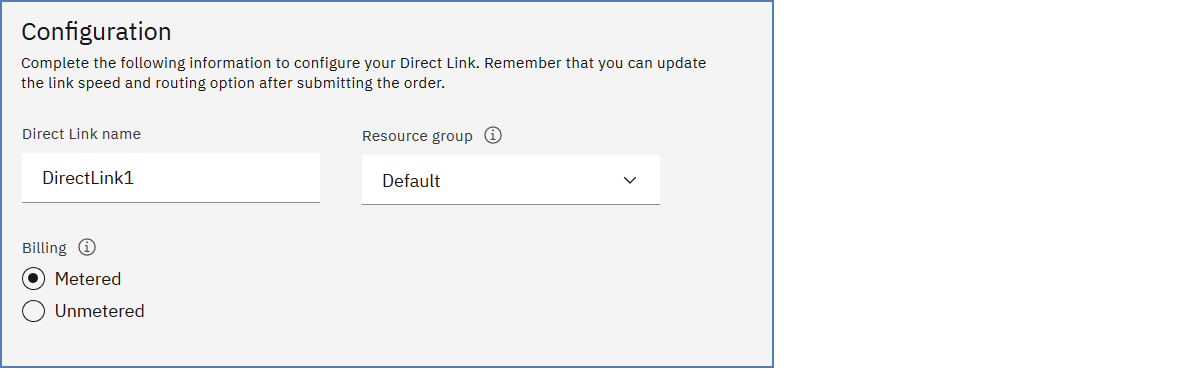 Configuration
Complete the following information to configure your Direct Link. Remember that you can update
the link speed and routing option after submitting the order.
Direct Link name
Resource group
DirectLink1
Default
Billing
Metered
Unmetered